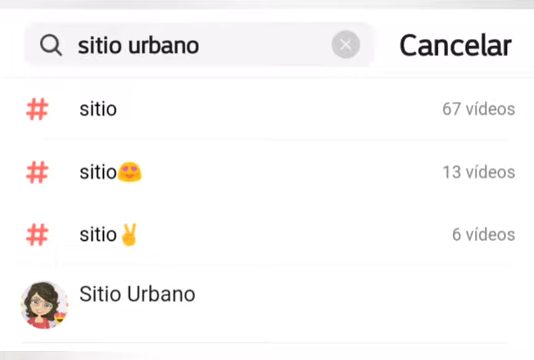 sitio urbano Cancelar
# sitio 67 vídeos
# sitio😍 13 vídeos
# sitio✌ 6 vídeos
Sitio Urbano